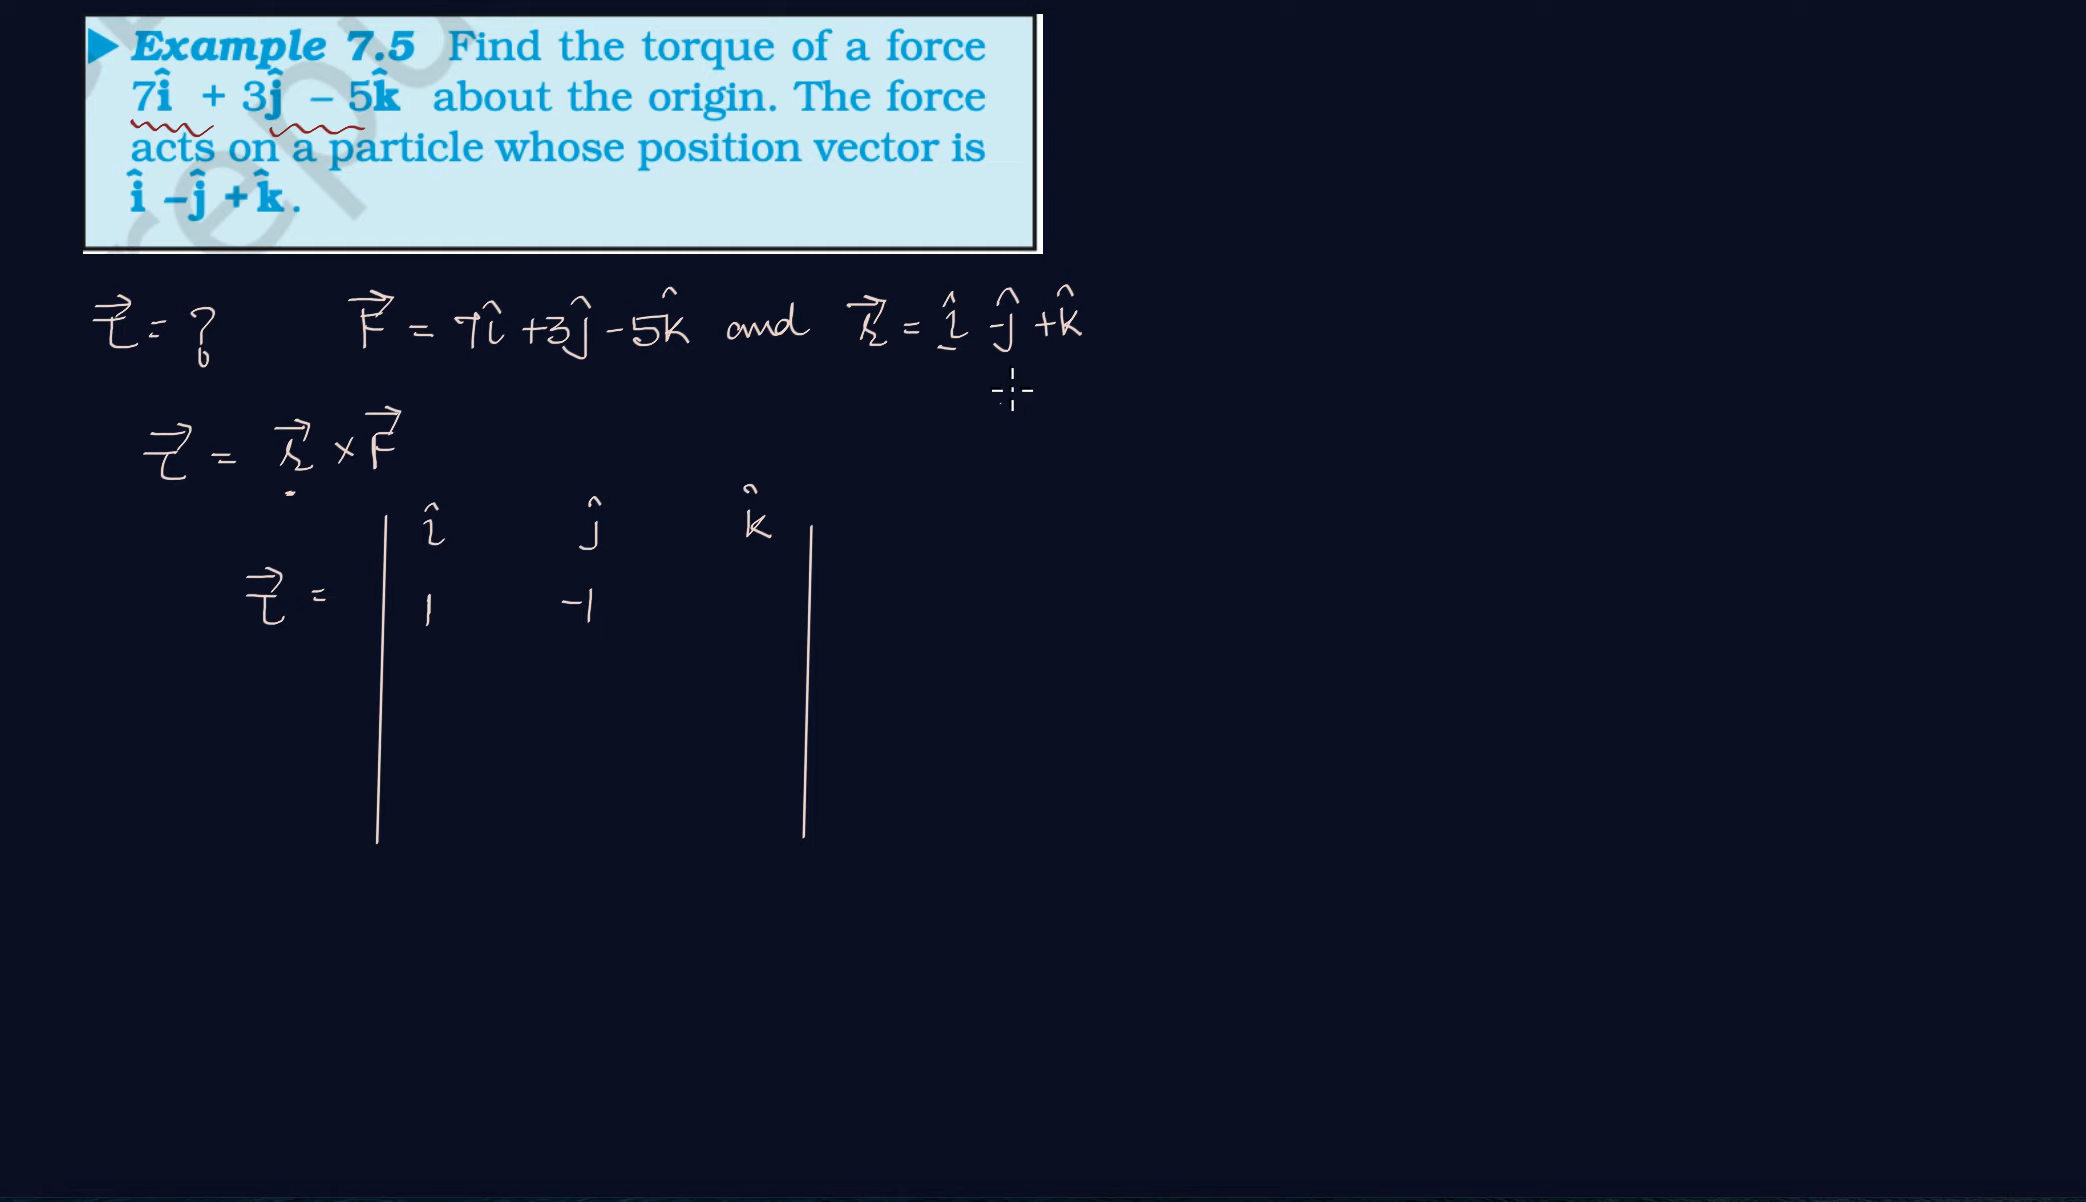 Example 7.5 Find the torque of a force
7î + 3ĵ – 5k̂ about the origin. The force
acts on a particle whose position vector is
î – ĵ + k̂.
τ⃗ = ? F⃗ = 7î + 3ĵ - 5k̂ and r⃗ = î - ĵ + k̂
τ⃗ = r⃗ × F⃗
î ĵ k̂
τ⃗ = 1 -1